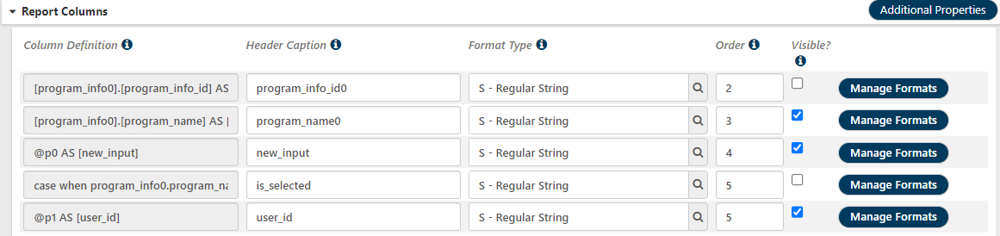 Report Columns
Additional Properties
Column Definition Header Caption Format Type Order Visible?
[program_info0].[program_info_id] AS program_info_id0 S - Regular String 2 Manage Formats
[program_info0].[program_name] AS [ program_name0 S - Regular String 3 Manage Formats
@p0 AS [new_input] new_input S - Regular String 4 Manage Formats
case when program_info0.program_na is_selected S - Regular String 5 Manage Formats
@p1 AS [user_id] user_id S - Regular String 5 Manage Formats